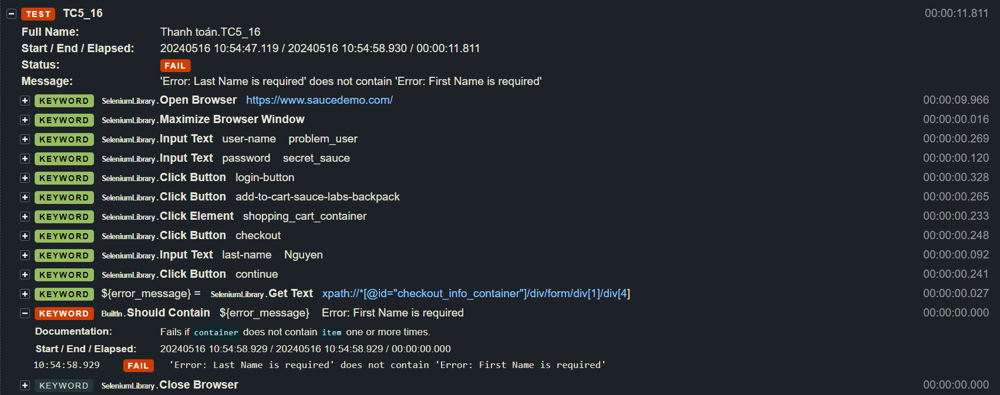 TEST TC5_16 00:00:11.811
Full Name: Thanh toán.TC5_16
Start / End / Elapsed: 20240516 10:54:47.119 / 20240516 10:54:58.930 / 00:00:11.811
Status: FAIL
Message: 'Error: Last Name is required' does not contain 'Error: First Name is required'
KEYWORD SeleniumLibrary.Open Browser https://www.saucedemo.com/ 00:00:09.966
KEYWORD SeleniumLibrary.Maximize Browser Window 00:00:00.016
KEYWORD SeleniumLibrary.Input Text user-name problem_user 00:00:00.269
KEYWORD SeleniumLibrary.Input Text password secret_sauce 00:00:00.120
KEYWORD SeleniumLibrary.Click Button login-button 00:00:00.328
KEYWORD SeleniumLibrary.Click Button add-to-cart-sauce-labs-backpack 00:00:00.265
KEYWORD SeleniumLibrary.Click Element shopping_cart_container 00:00:00.233
KEYWORD SeleniumLibrary.Click Button checkout 00:00:00.248
KEYWORD SeleniumLibrary.Input Text last-name Nguyen 00:00:00.092
KEYWORD SeleniumLibrary.Click Button continue 00:00:00.241
KEYWORD ${error_message} = SeleniumLibrary.Get Text xpath://*[@id="checkout_info_container"]/div/form/div[1]/div[4] 00:00:00.027
KEYWORD BuiltIn.Should Contain ${error_message} Error: First Name is required 00:00:00.000
Documentation: Fails if container does not contain item one or more times.
Start / End / Elapsed: 20240516 10:54:58.929 / 20240516 10:54:58.929 / 00:00:00.000
10:54:58.929 FAIL 'Error: Last Name is required' does not contain 'Error: First Name is required'
KEYWORD SeleniumLibrary.Close Browser 00:00:00.000